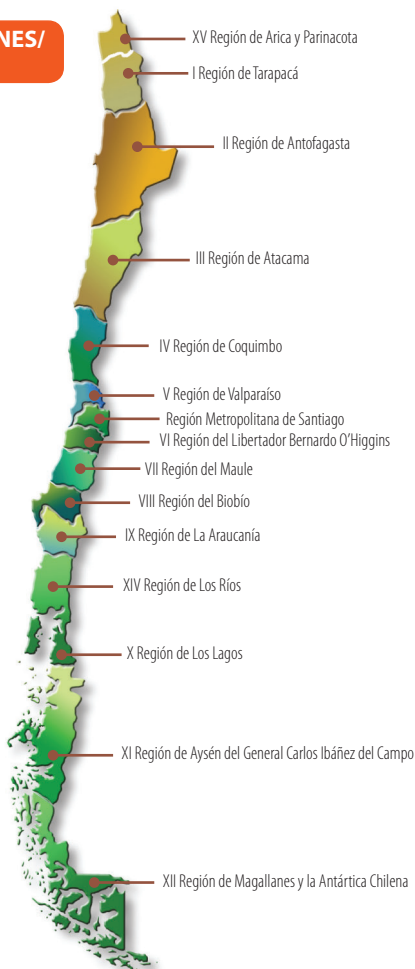 NES/
XV Región de Arica y Parinacota
I Región de Tarapacá
II Región de Antofagasta
III Región de Atacama
IV Región de Coquimbo
V Región de Valparaíso
Región Metropolitana de Santiago
VI Región del Libertador Bernardo O’Higgins
VII Región del Maule
VIII Región del Biobío
IX Región de La Araucanía
XIV Región de Los Ríos
X Región de Los Lagos
XI Región de Aysén del General Carlos Ibáñez del Campo
XII Región de Magallanes y la Antártica Chilena